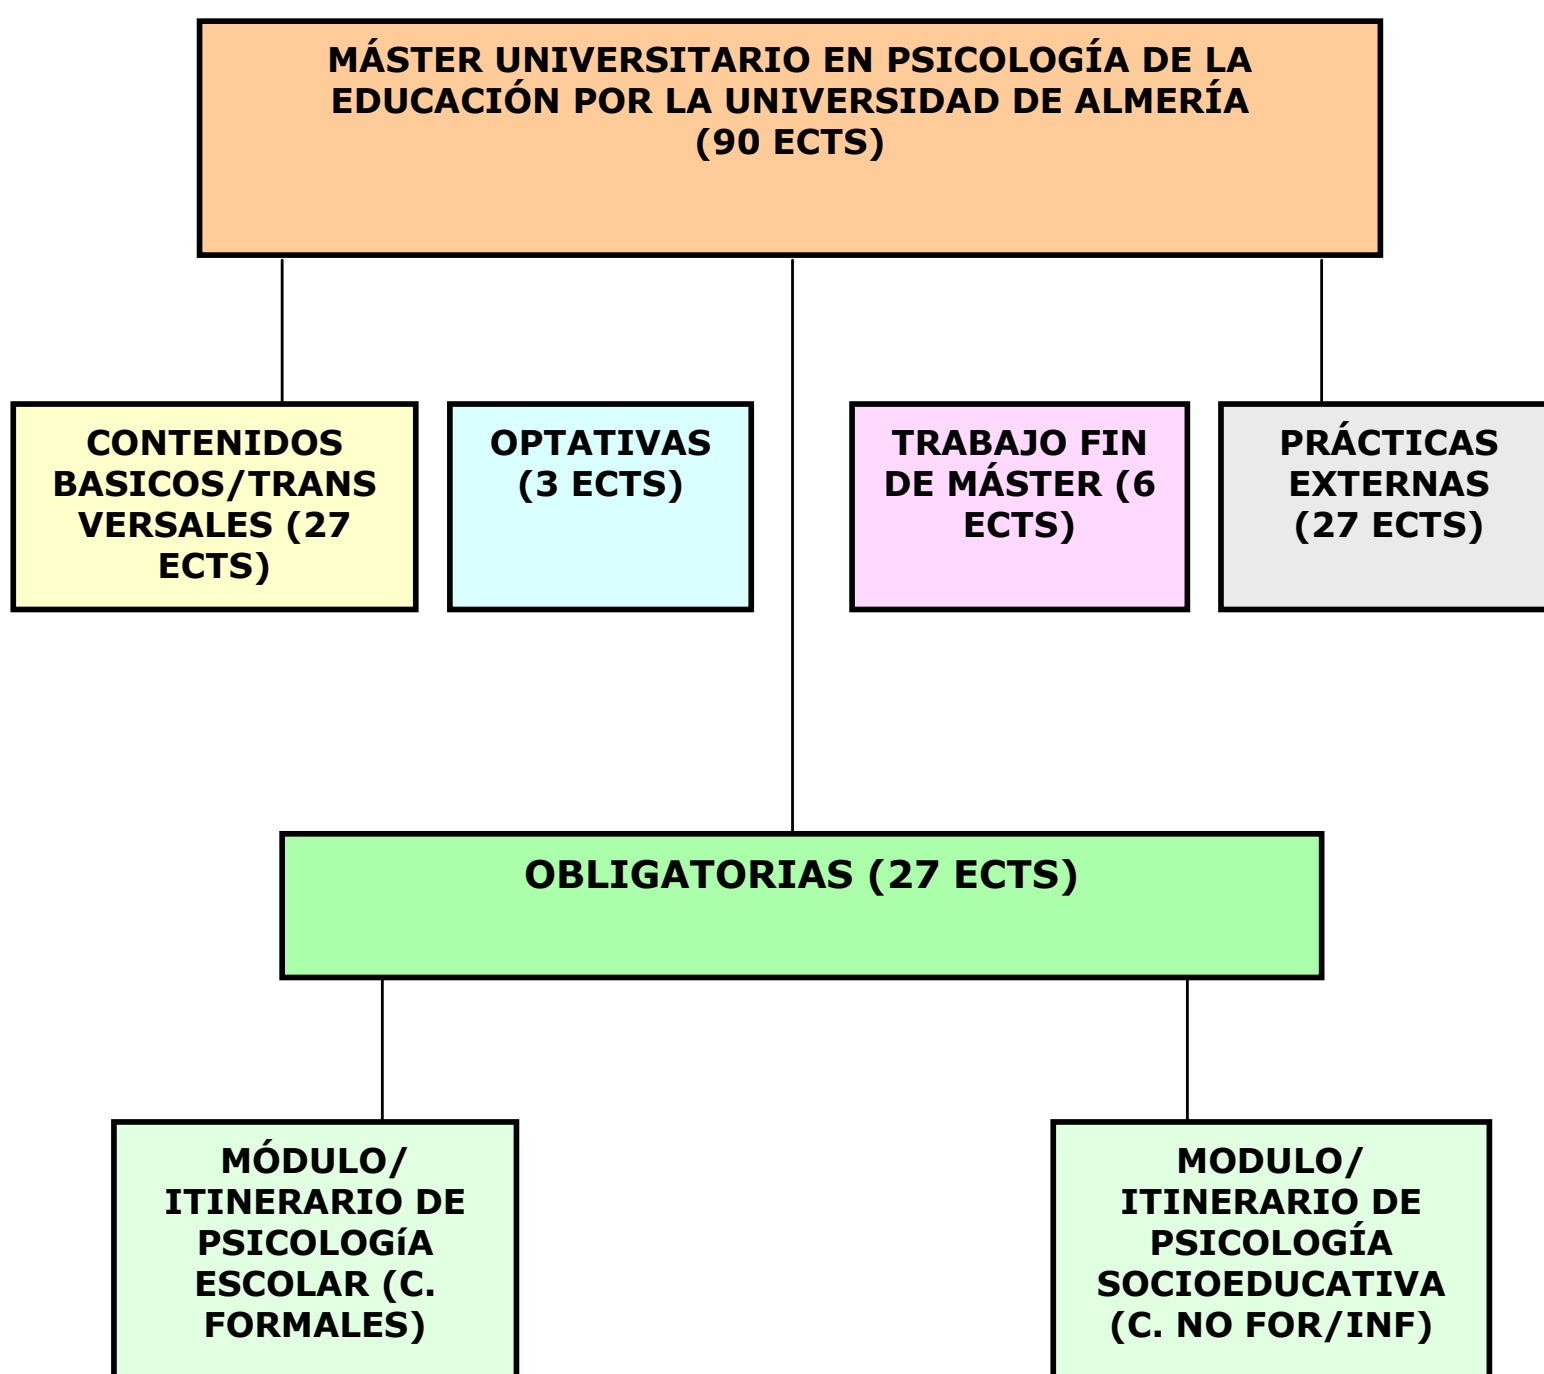 MÁSTER UNIVERSITARIO EN PSICOLOGÍA DE LA
EDUCACIÓN POR LA UNIVERSIDAD DE ALMERÍA
(90 ECTS)
CONTENIDOS
BASICOS/TRANS
VERSALES (27
ECTS)
OPTATIVAS
(3 ECTS)
TRABAJO FIN
DE MÁSTER (6
ECTS)
PRÁCTICAS
EXTERNAS
(27 ECTS)
OBLIGATORIAS (27 ECTS)
MÓDULO/
ITINERARIO DE
PSICOLOGíA
ESCOLAR (C.
FORMALES)
MODULO/
ITINERARIO DE
PSICOLOGÍA
SOCIOEDUCATIVA
(C. NO FOR/INF)